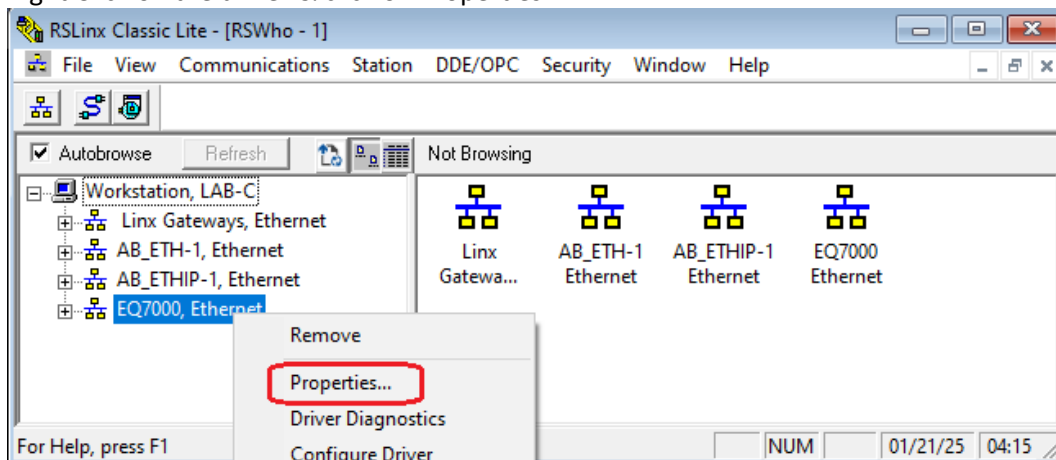 RSLinx Classic Lite - [RSWho - 1]
File View Communications Station DDE/OPC Security Window Help
Autobrowse Refresh Not Browsing
Workstation, LAB-C
Linx Gateways, Ethernet
AB_ETH-1, Ethernet
AB_ETHIP-1, Ethernet
EQ7000, Ethernet
Linx
Gatewa...
AB_ETH-1
Ethernet
AB_ETHIP-1
Ethernet
EQ7000
Ethernet
Remove
Properties...
Driver Diagnostics
Configure Driver
For Help, press F1 NUM 01/21/25 04:15